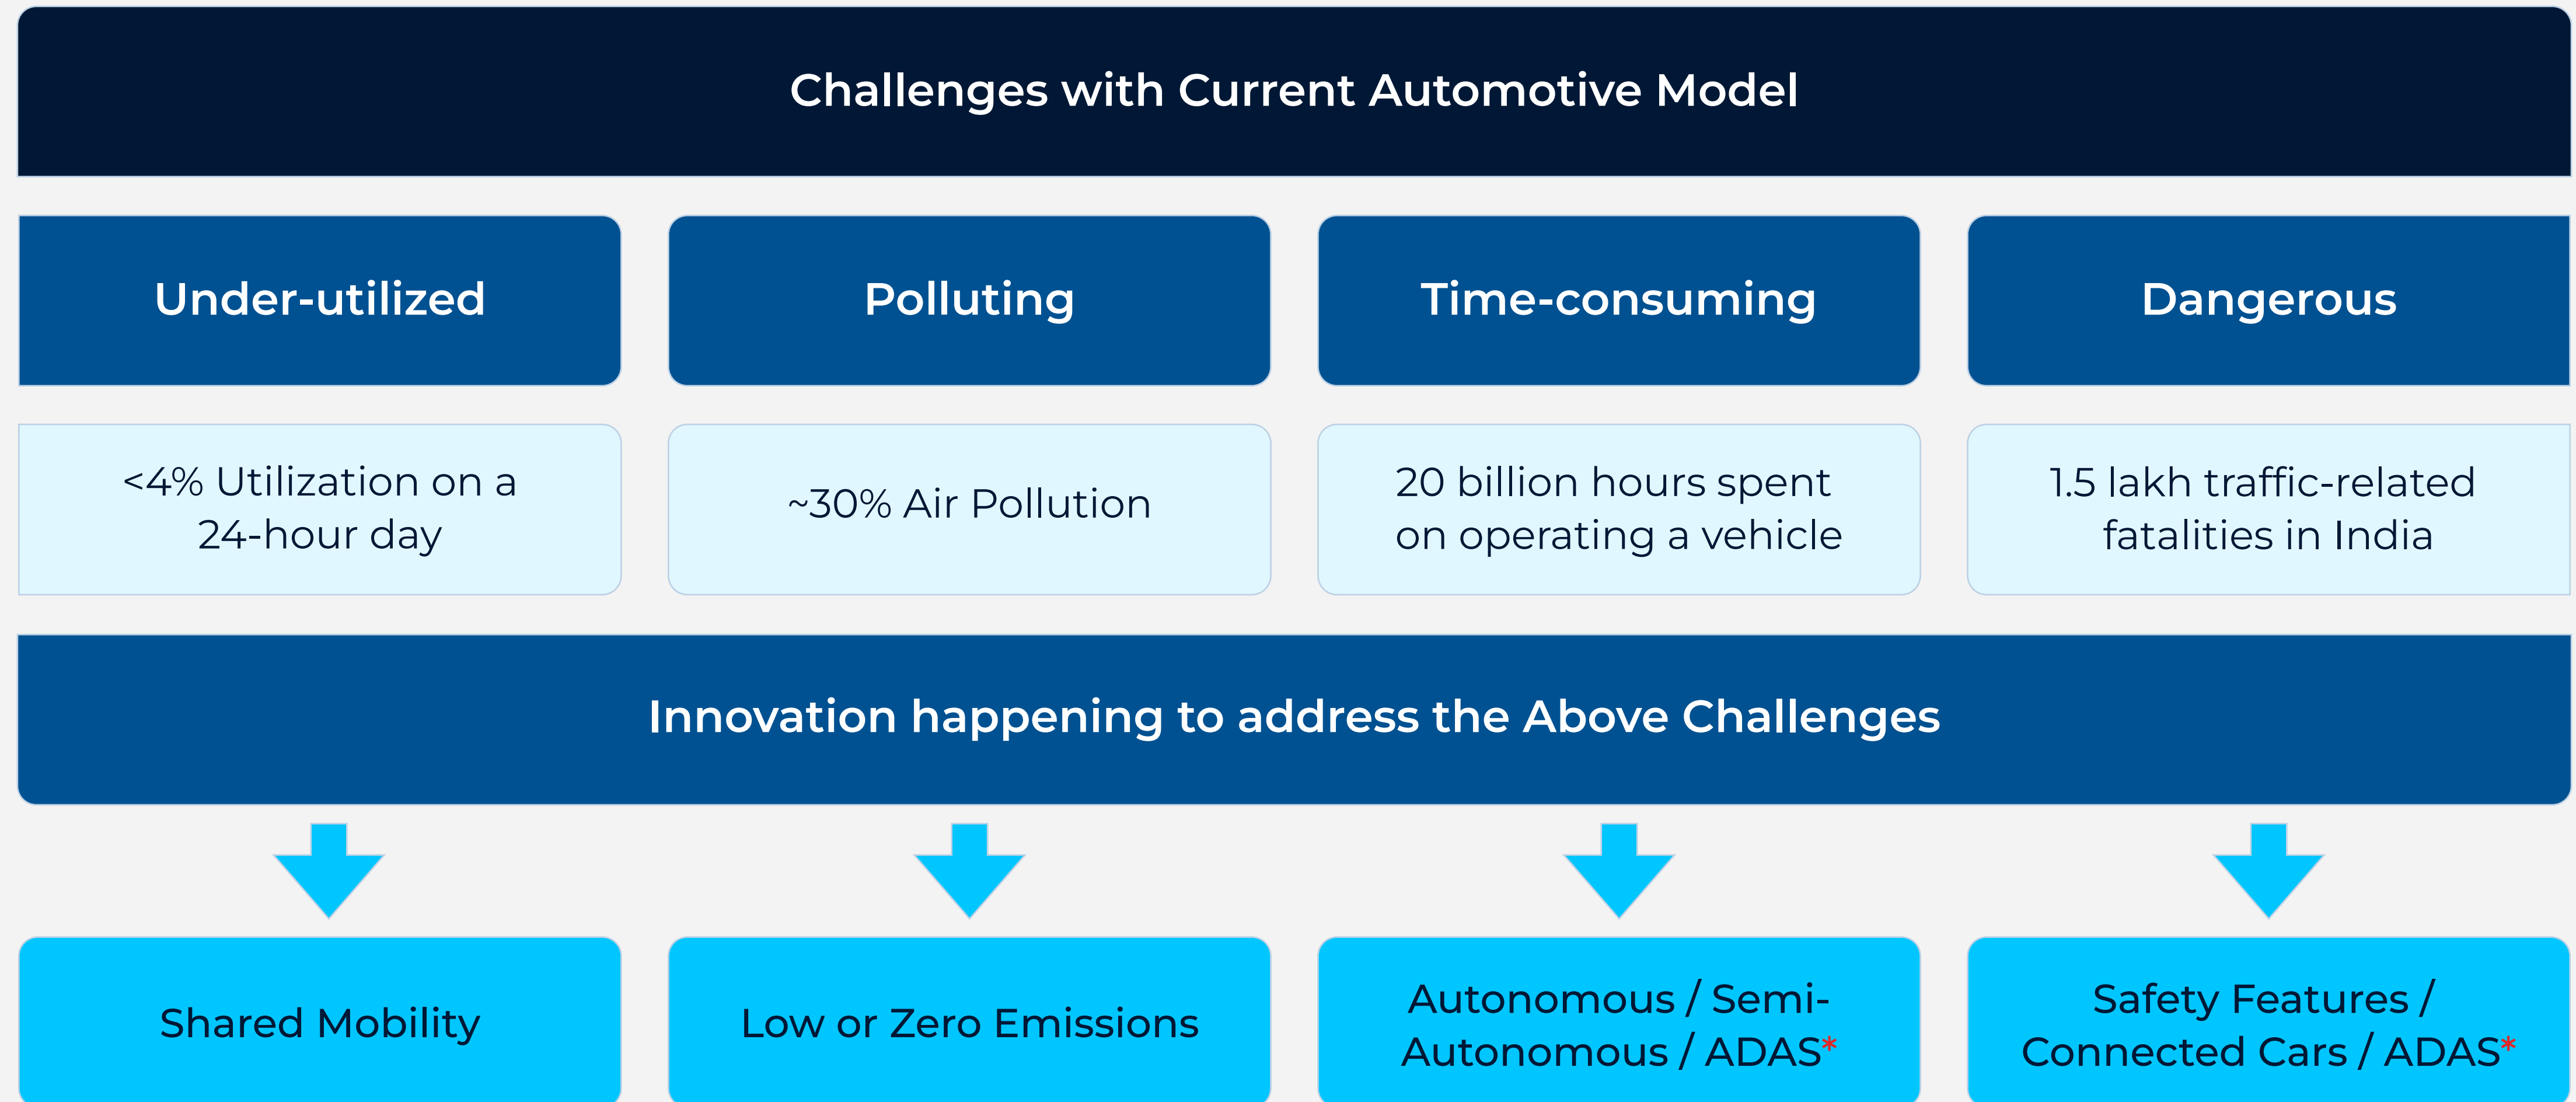 Challenges with Current Automotive Model
Under-utilized
Polluting
Time-consuming
Dangerous
<4% Utilization on a
24-hour day
~30% Air Pollution
20 billion hours spent
on operating a vehicle
1.5 lakh traffic-related
fatalities in India
Innovation happening to address the Above Challenges
Shared Mobility
Low or Zero Emissions
Autonomous / Semi-
Autonomous / ADAS*
Safety Features /
Connected Cars / ADAS*